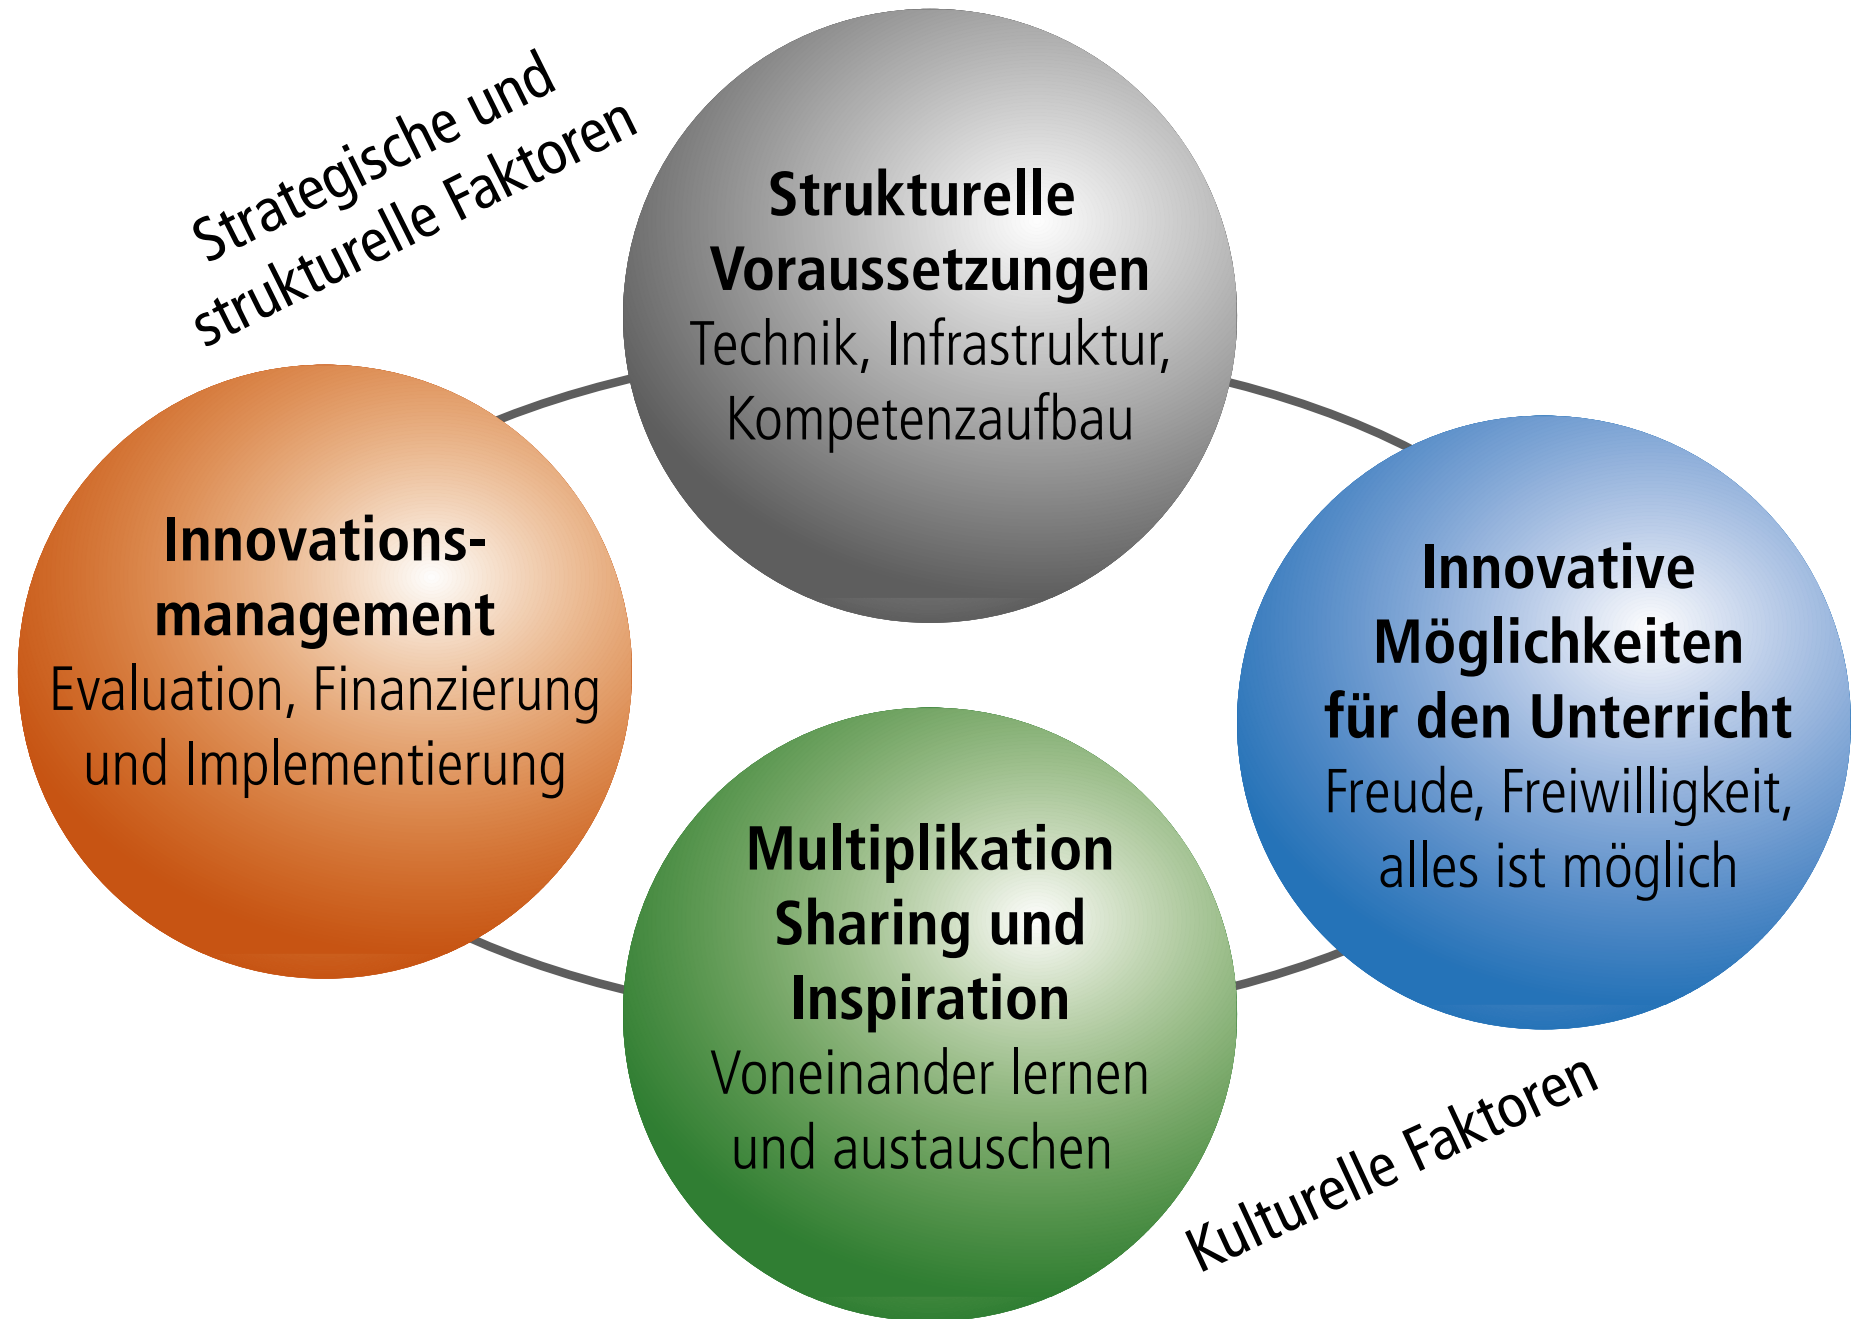 Strategische und
strukturelle Faktoren
Strukturelle
Voraussetzungen
Technik, Infrastruktur,
Kompetenzaufbau
Innovations-
management
Evaluation, Finanzierung
und Implementierung
Innovative
Möglichkeiten
für den Unterricht
Freude, Freiwilligkeit,
alles ist möglich
Multiplikation
Sharing und
Inspiration
Voneinander lernen
und austauschen
Kulturelle Faktoren